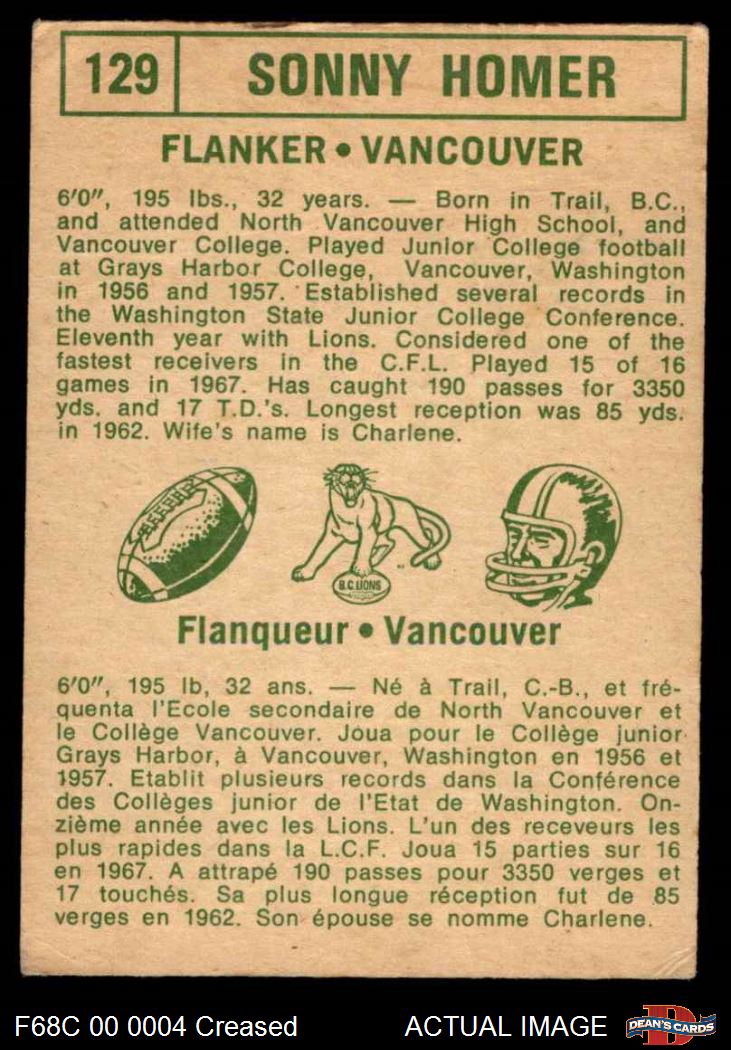 129 SONNY HOMER
FLANKER • VANCOUVER
6'0", 195 lbs., 32 years. — Born in Trail, B.C.,
and attended North Vancouver High School, and
Vancouver College. Played Junior College football
at Grays Harbor College, Vancouver, Washington
in 1956 and 1957. Established several records in
the Washington State Junior College Conference.
Eleventh year with Lions. Considered one of the
fastest receivers in the C.F.L. Played 15 of 16
games in 1967. Has caught 190 passes for 3350
yds. and 17 T.D.'s. Longest reception was 85 yds.
in 1962. Wife's name is Charlene.
B.C. LIONS
Flanqueur • Vancouver
6'0", 195 lb, 32 ans. — Né à Trail, C.-B., et fré-
quenta l'Ecole secondaire de North Vancouver et
le Collège Vancouver. Joua pour le Collège junior
Grays Harbor, à Vancouver, Washington en 1956 et
1957. Etablit plusieurs records dans la Conférence
des Collèges junior de l'Etat de Washington. On-
zième année avec les Lions. L'un des receveurs les
plus rapides dans la L.C.F. Joua 15 parties sur 16
en 1967. A attrapé 190 passes pour 3350 verges et
17 touchés. Sa plus longue réception fut de 85
verges en 1962. Son épouse se nomme Charlene.
F68C 00 0004 Creased ACTUAL IMAGE DEAN'S CARDS